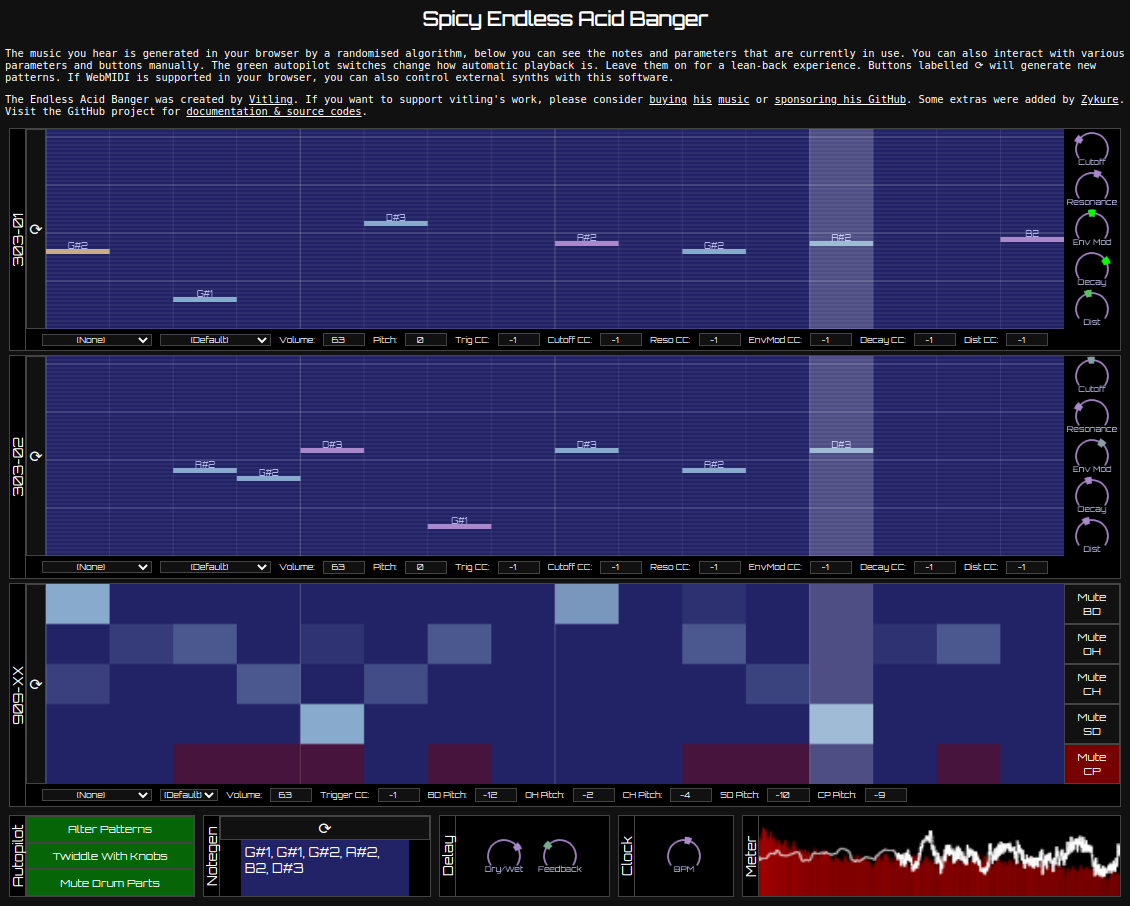 Spicy Endless Acid Banger
The music you hear is generated in your browser by a randomised algorithm, below you can see the notes and parameters that are currently in use. You can also interact with various
parameters and buttons manually. The green autopilot switches change how automatic playback is. Leave them on for a lean-back experience. Buttons labelled ⟳ will generate new
patterns. If WebMIDI is supported in your browser, you can also control external synths with this software.
The Endless Acid Banger was created by Vitling. If you want to support vitling's work, please consider buying his music or sponsoring his GitHub. Some extras were added by Zykure.
Visit the GitHub project for documentation & source codes.
303-01
⟳
G#2
G#1
D#3
A#2
G#2
A#2
B2
Cutoff
Resonance
Env Mod
Decay
Dist
(None) (Default) Volume: 63 Pitch: 0 Trig CC: -1 Cutoff CC: -1 Reso CC: -1 EnvMod CC: -1 Decay CC: -1 Dist CC: -1
303-02
⟳
A#2
G#2
D#3
G#1
D#3
A#2
D#3
Cutoff
Resonance
Env Mod
Decay
Dist
(None) (Default) Volume: 63 Pitch: 0 Trig CC: -1 Cutoff CC: -1 Reso CC: -1 EnvMod CC: -1 Decay CC: -1 Dist CC: -1
909-XX
⟳
Mute
BD
Mute
OH
Mute
CH
Mute
SD
Mute
CP
(None) (Default) Volume: 63 Trigger CC: -1 BD Pitch: -12 OH Pitch: -2 CH Pitch: -4 SD Pitch: -10 CP Pitch: -9
Autopilot
Alter Patterns
Twiddle With Knobs
Mute Drum Parts
Notegen
⟳
G#1, G#1, G#2, A#2,
B2, D#3
Delay
Dry/Wet
Feedback
Clock
BPM
Meter